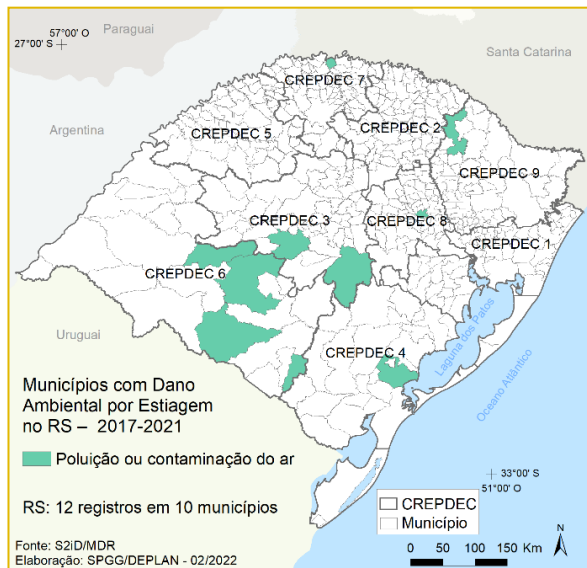 Paraguai
57°00' O
27°00' S
Santa Catarina
Argentina
CREPDEC 7
CREPDEC 2
CREPDEC 5
CREPDEC 9
CREPDEC 3
CREPDEC 8
CREPDEC 1
CREPDEC 6
Uruguai
CREPDEC 4
Laguna dos Patos
Oceano Atlântico
Municípios com Dano
Ambiental por Estiagem
no RS – 2017-2021
Poluição ou contaminação do ar
RS: 12 registros em 10 municípios
33°00' S
51°00' O
CREPDEC
Município
N
0 50 100 150 Km
Fonte: S2iD/MDR
Elaboração: SPGG/DEPLAN - 02/2022